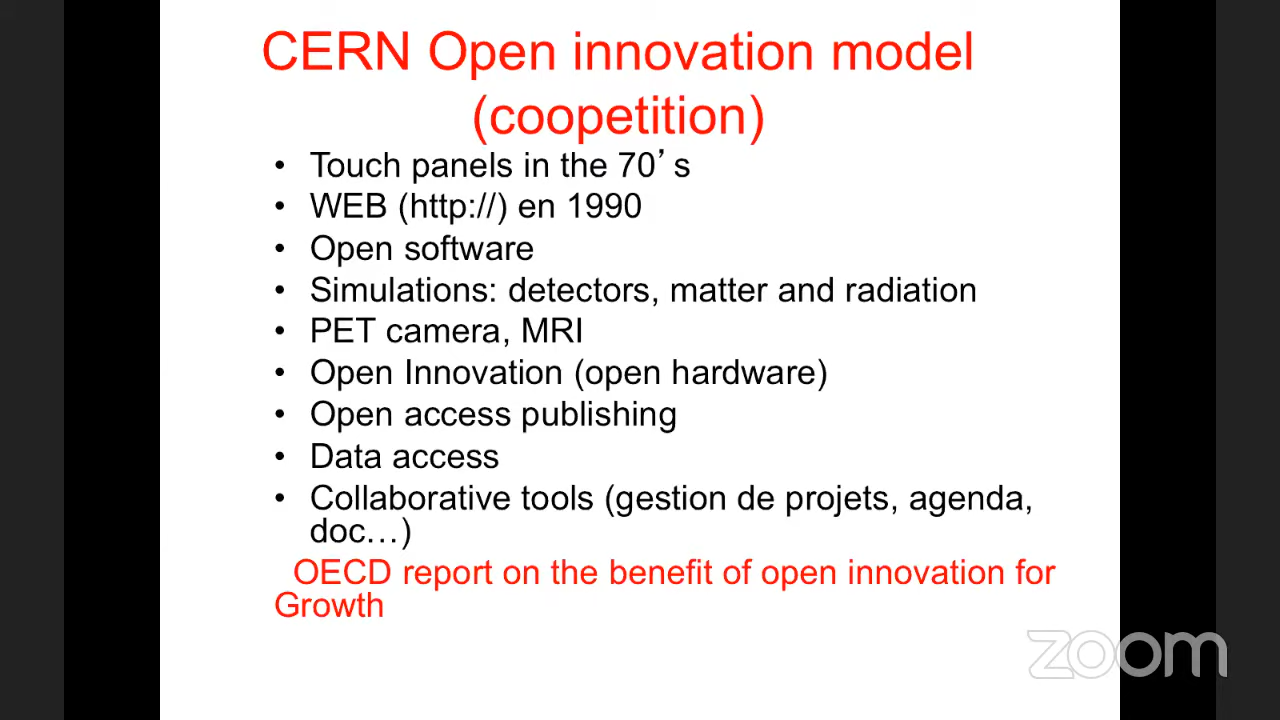 CERN Open innovation model
(coopetition)
• Touch panels in the 70’s
• WEB (http://) en 1990
• Open software
• Simulations: detectors, matter and radiation
• PET camera, MRI
• Open Innovation (open hardware)
• Open access publishing
• Data access
• Collaborative tools (gestion de projets, agenda,
doc…)
OECD report on the benefit of open innovation for
Growth
zoom